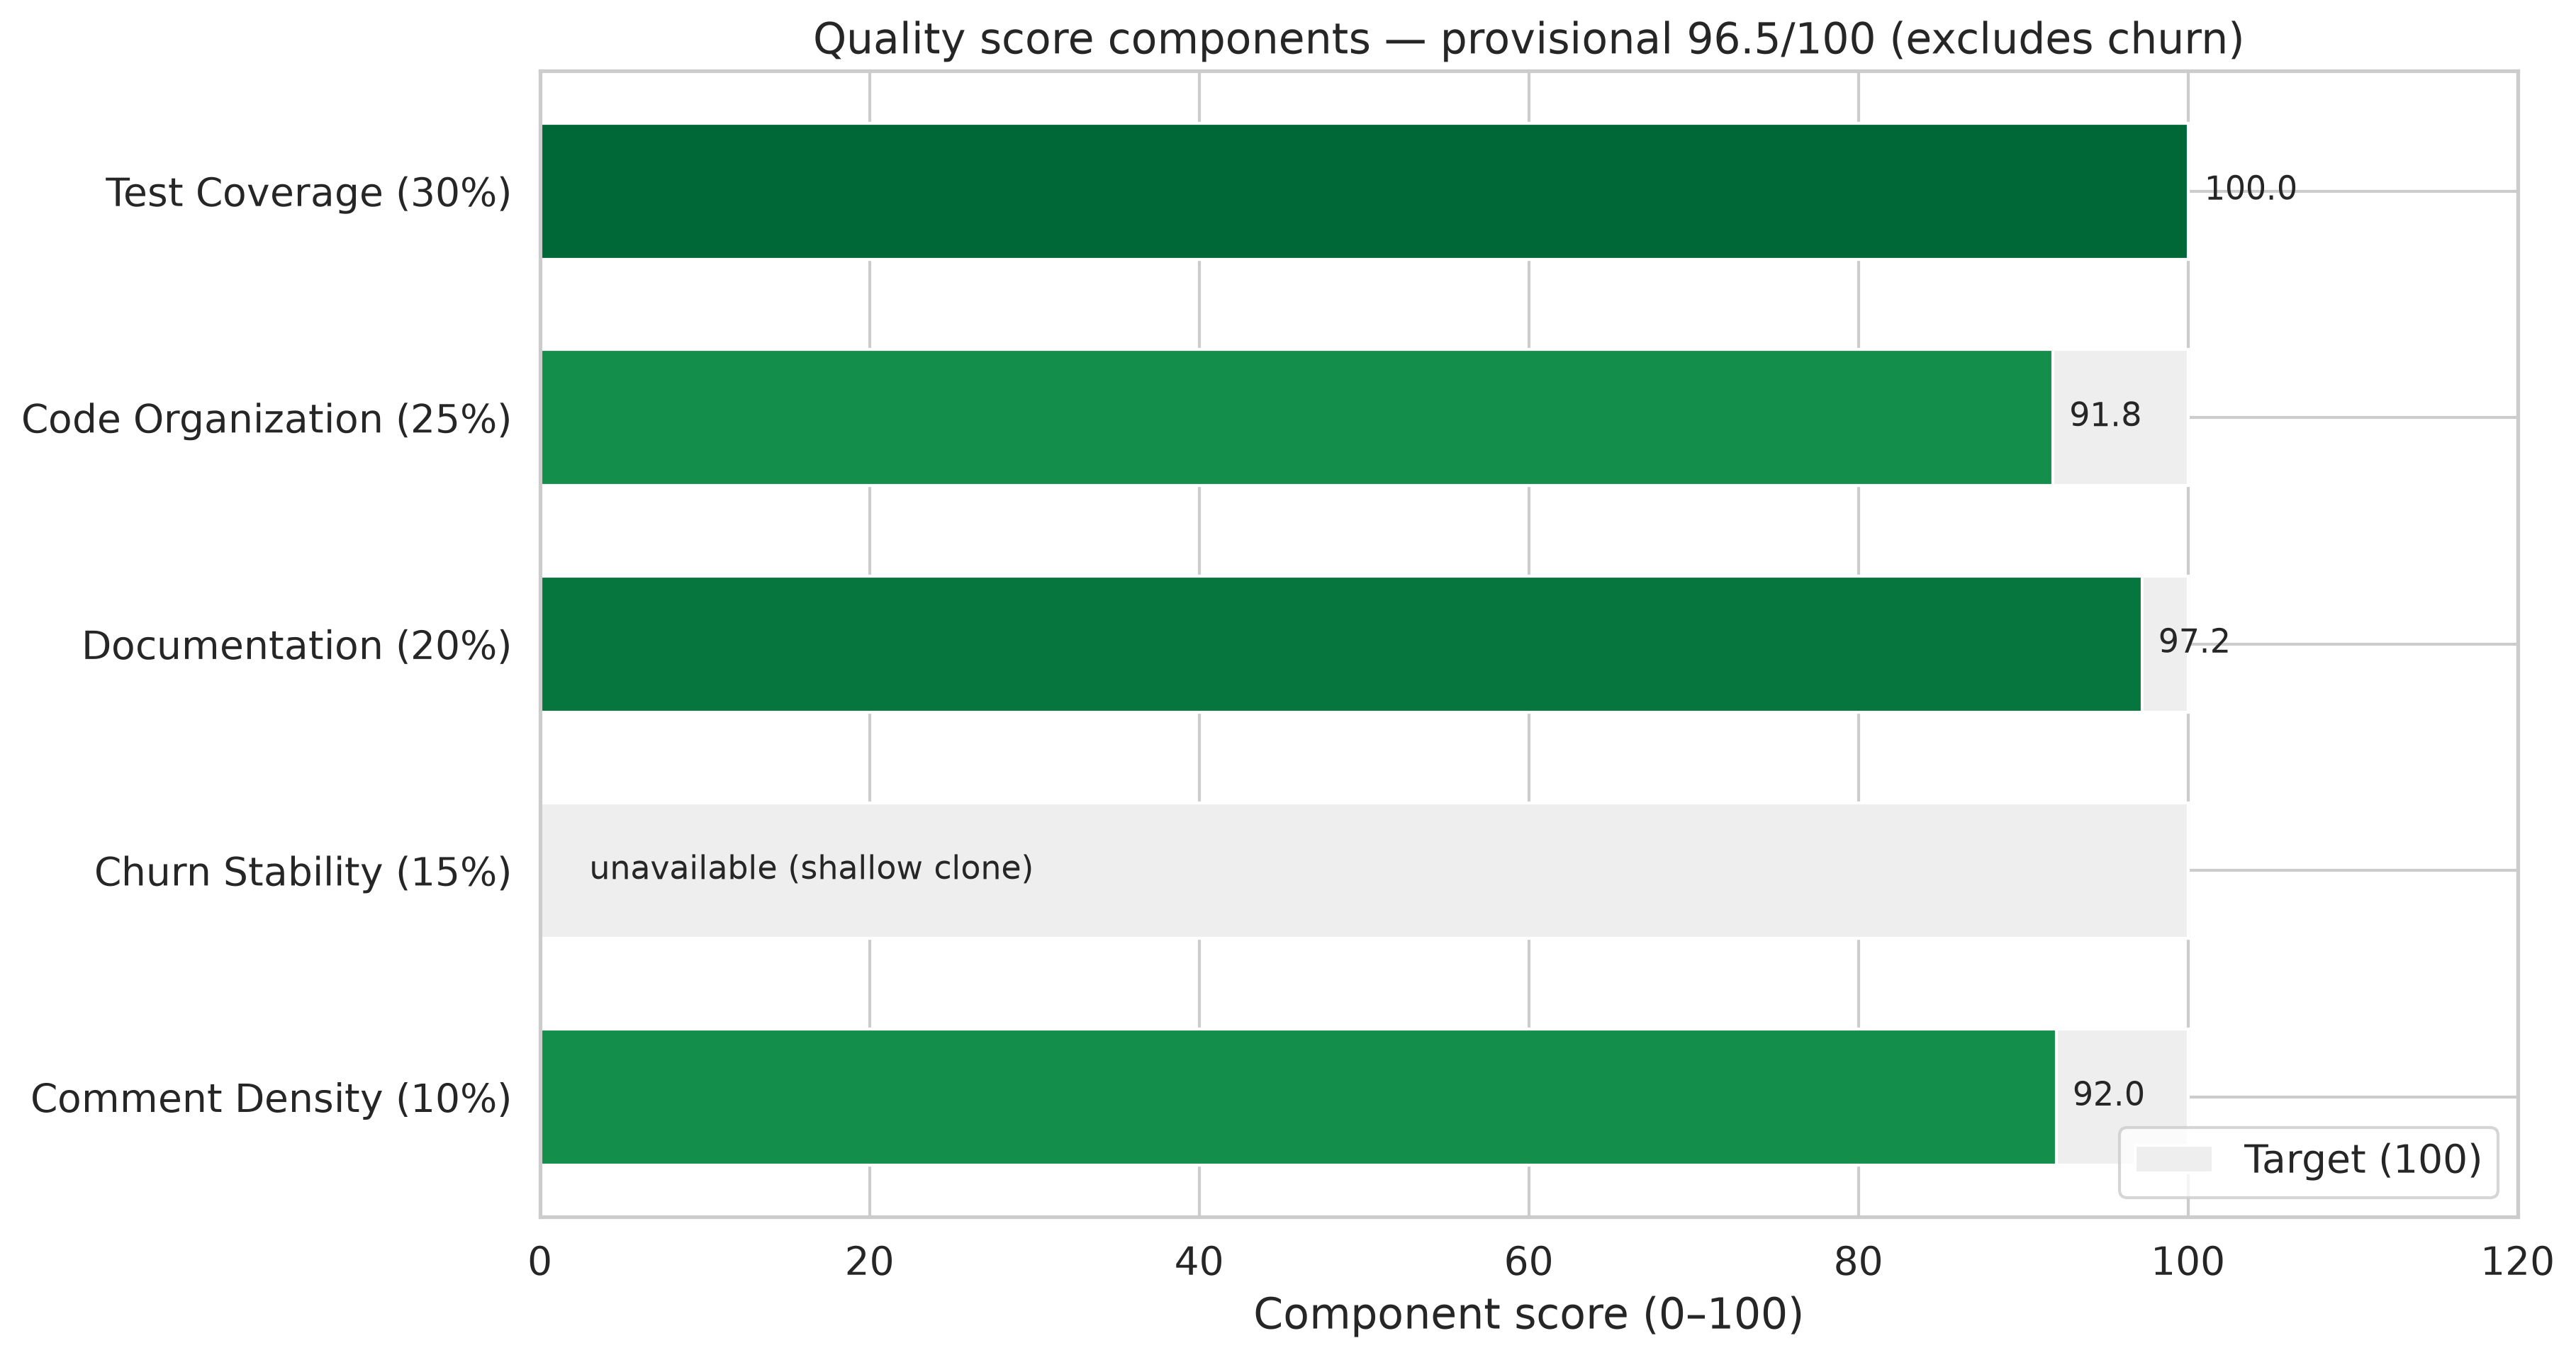 Quality score components — provisional 96.5/100 (excludes churn)
Test Coverage (30%)
100.0
Code Organization (25%)
91.8
Documentation (20%)
97.2
Churn Stability (15%)
unavailable (shallow clone)
Comment Density (10%)
92.0
Target (100)
0 20 40 60 80 100 120
Component score (0–100)